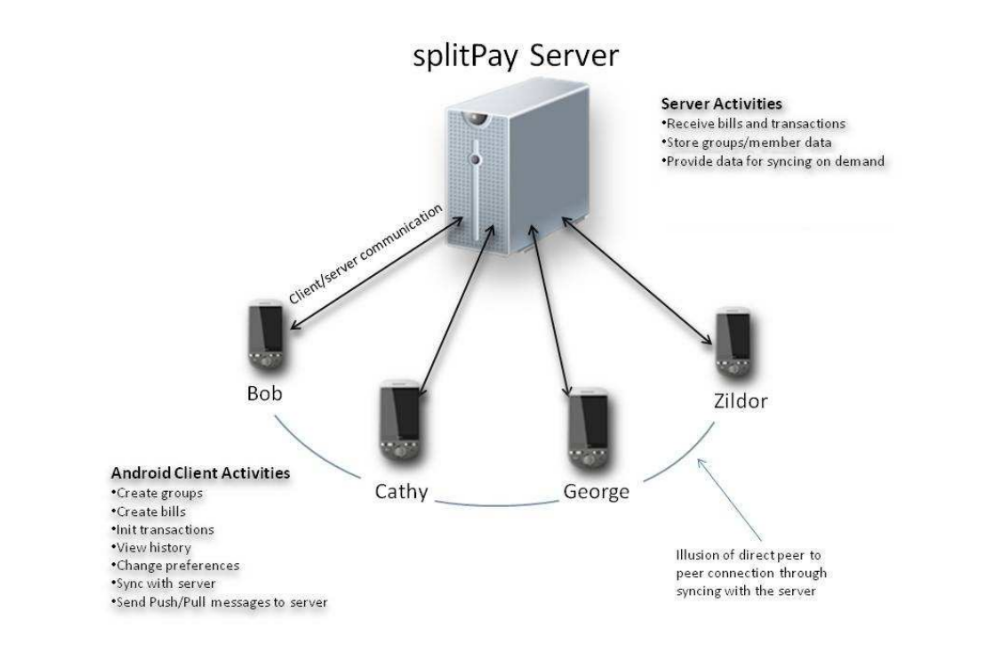 splitPay Server
Server Activities
•Receive bills and transactions
•Store groups/member data
•Provide data for syncing on demand
Client/server communication
Bob
Zildor
Cathy
George
Android Client Activities
•Create groups
•Create bills
•Init transactions
•View history
•Change preferences
•Sync with server
•Send Push/Pull messages to server
Illusion of direct peer to
peer connection through
syncing with the server